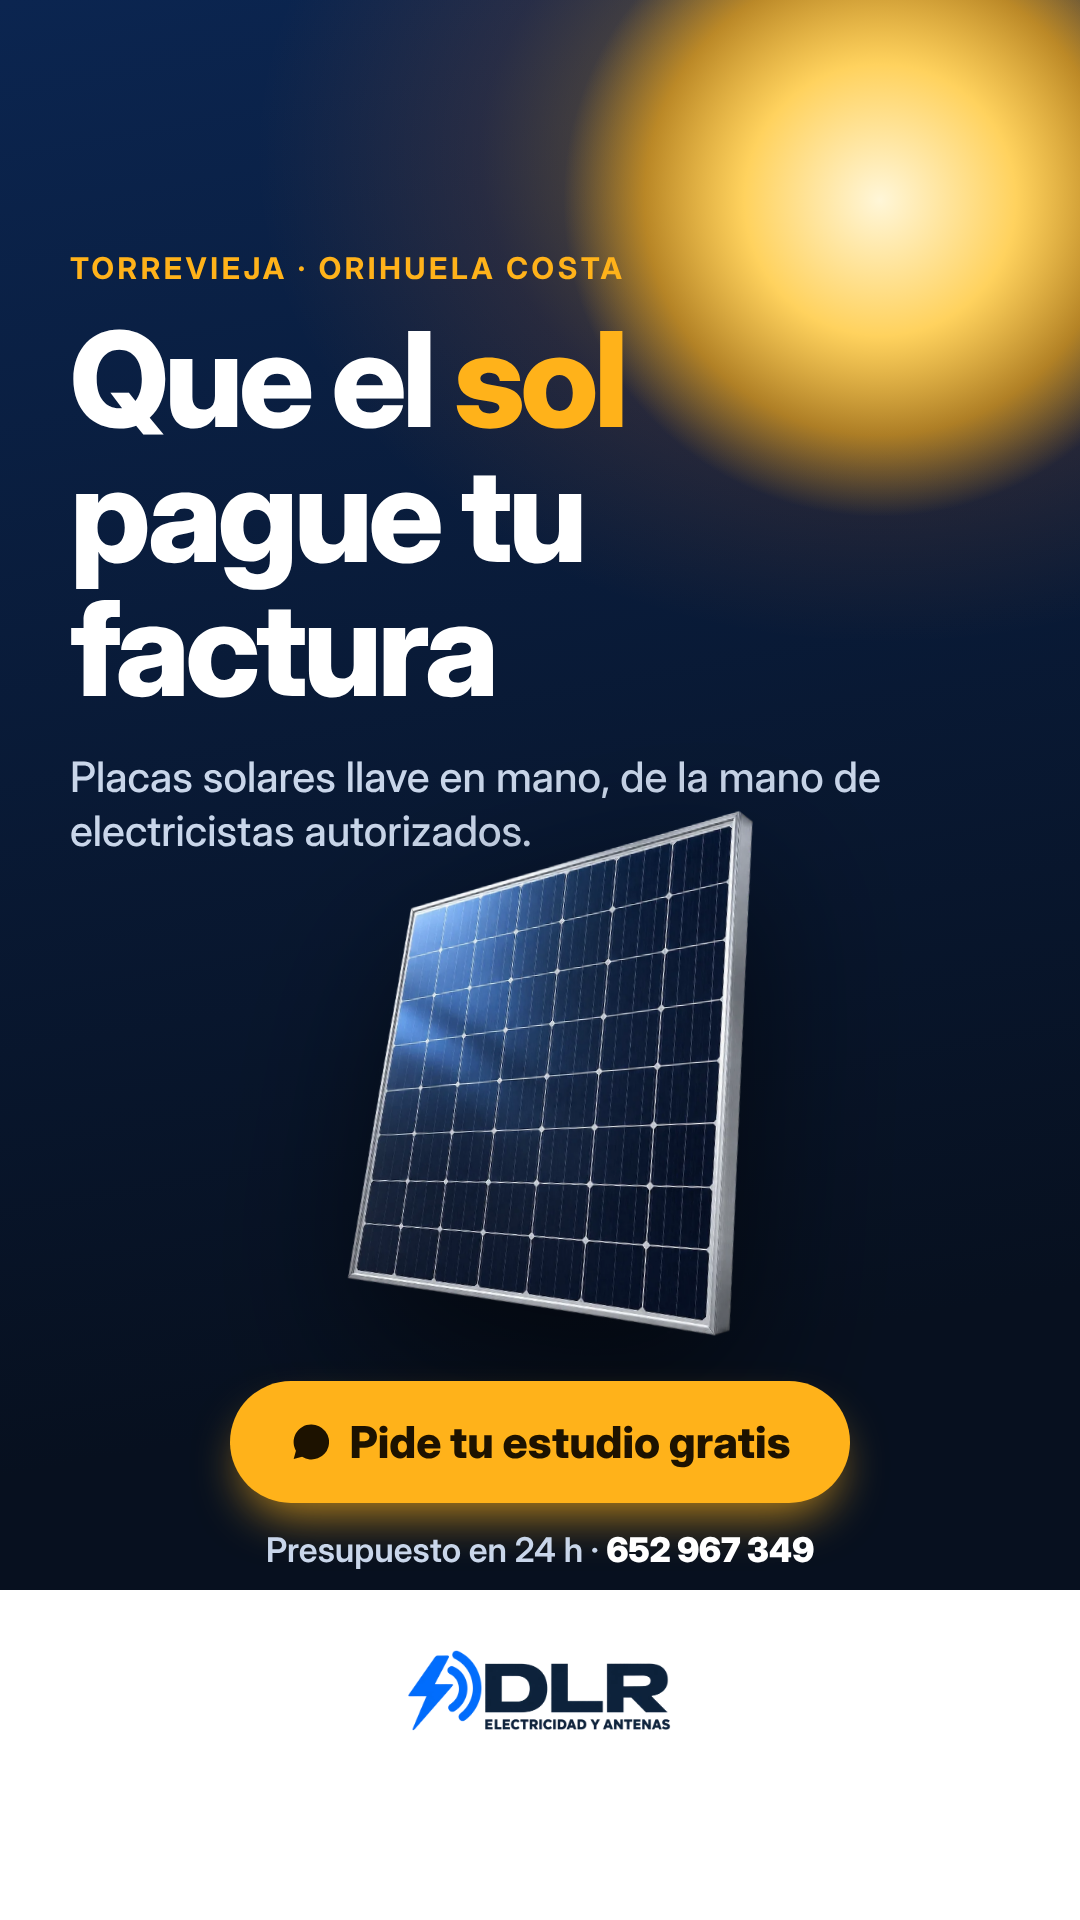 TORREVIEJA · ORIHUELA COSTA
Que el sol
pague tu
factura
Placas solares llave en mano, de la mano de
electricistas autorizados.
Pide tu estudio gratis
Presupuesto en 24 h · 652 967 349
DLR
ELECTRICIDAD Y ANTENAS